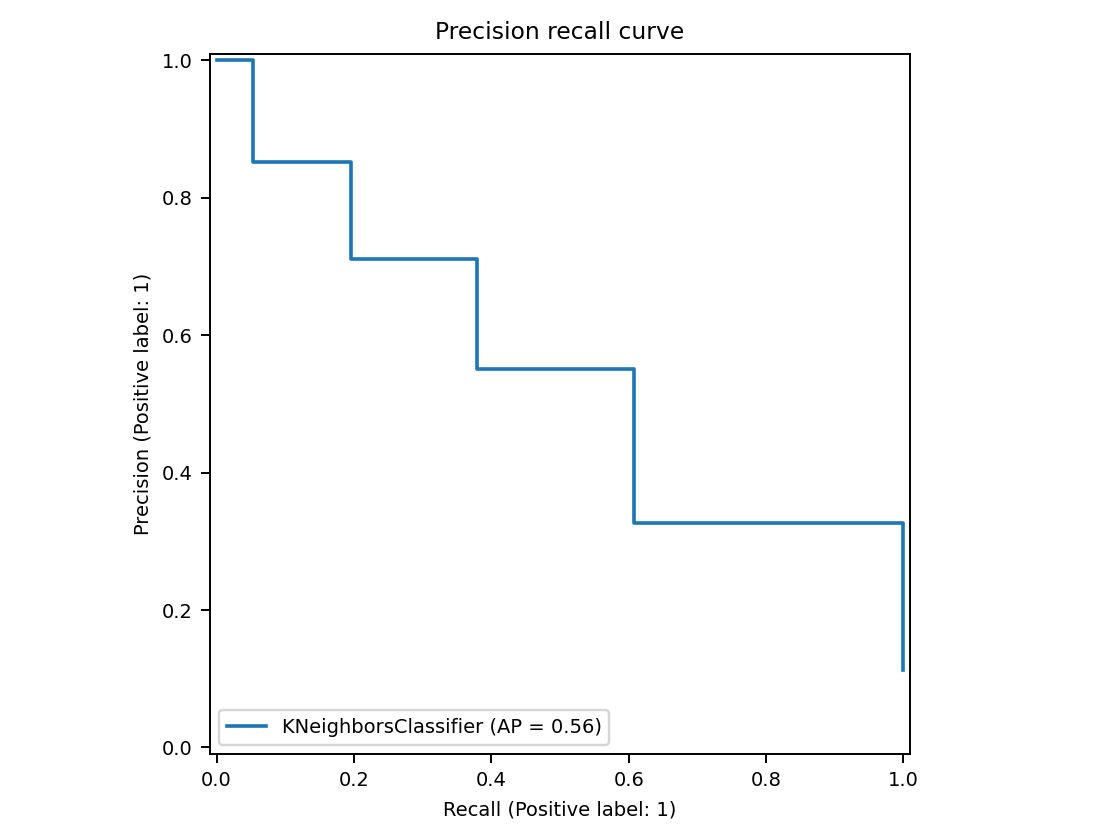 Precision recall curve
1.0
0.8
0.6
0.4
0.2
0.0
Precision (Positive label: 1)
KNeighborsClassifier (AP = 0.56)
0.0 0.2 0.4 0.6 0.8 1.0
Recall (Positive label: 1)